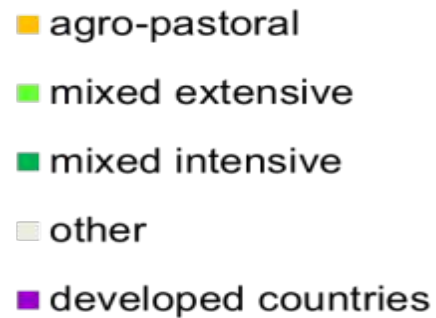 agro-pastoral
mixed extensive
mixed intensive
other
developed countries